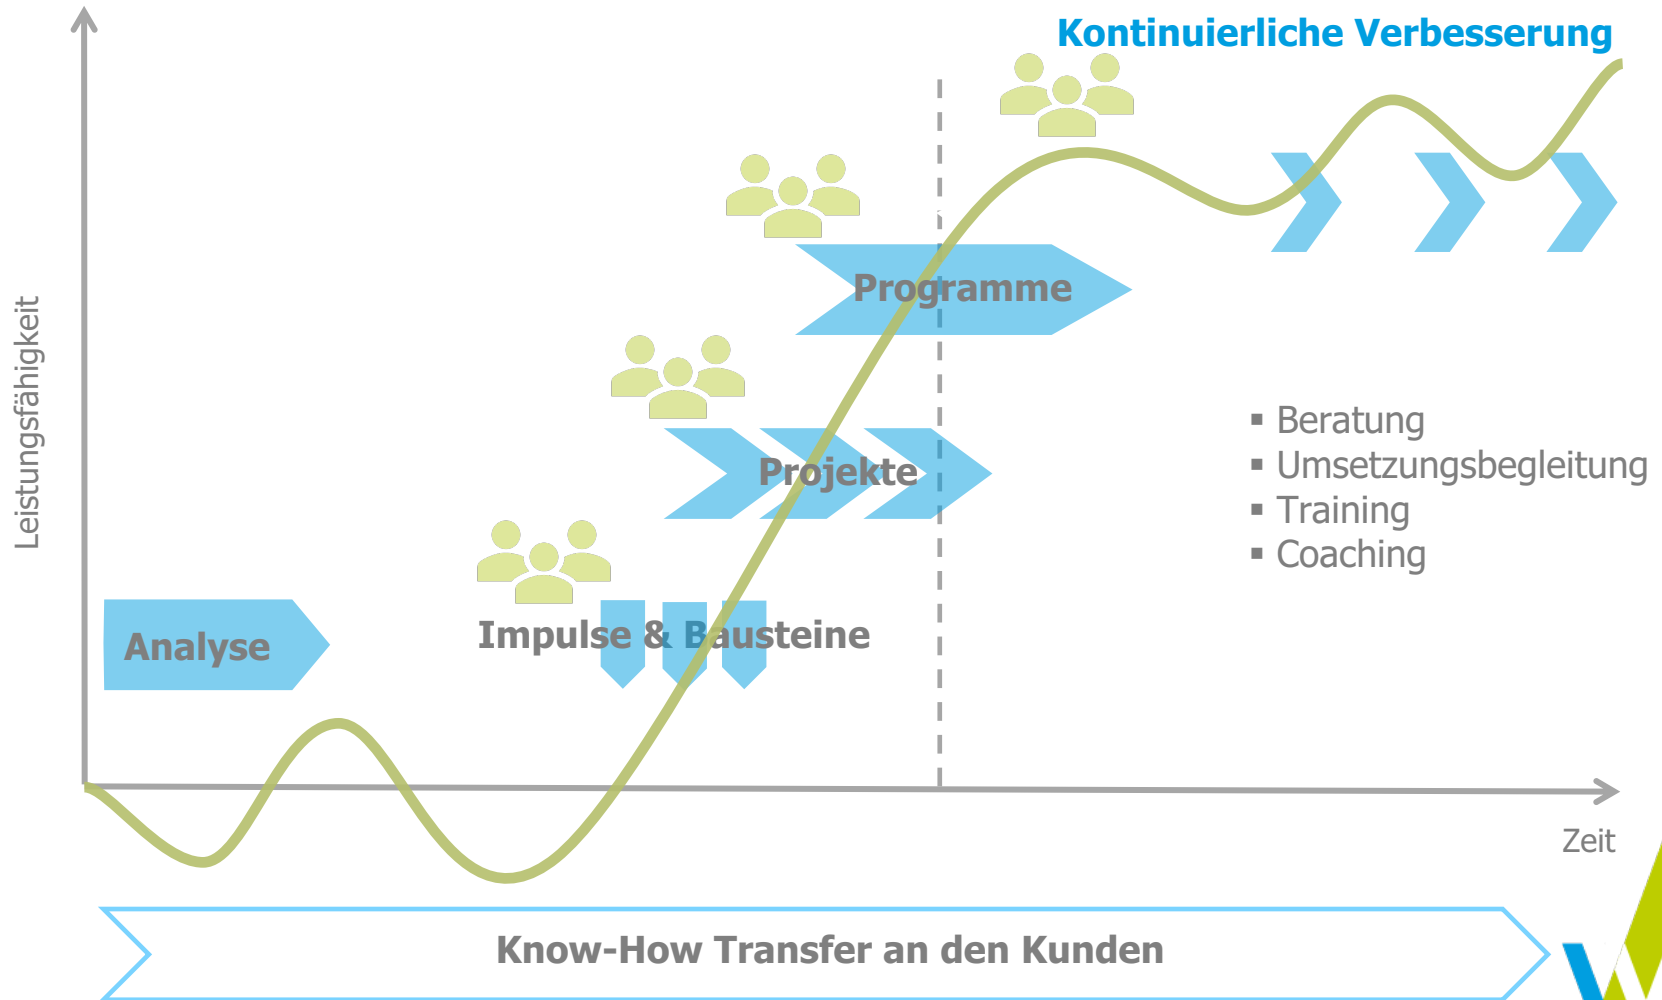 Kontinuierliche Verbesserung
Leistungsfähigkeit
Programme
Projekte
▪ Beratung
▪ Umsetzungsbegleitung
▪ Training
▪ Coaching
Impulse & Bausteine
Analyse
Zeit
Know-How Transfer an den Kunden